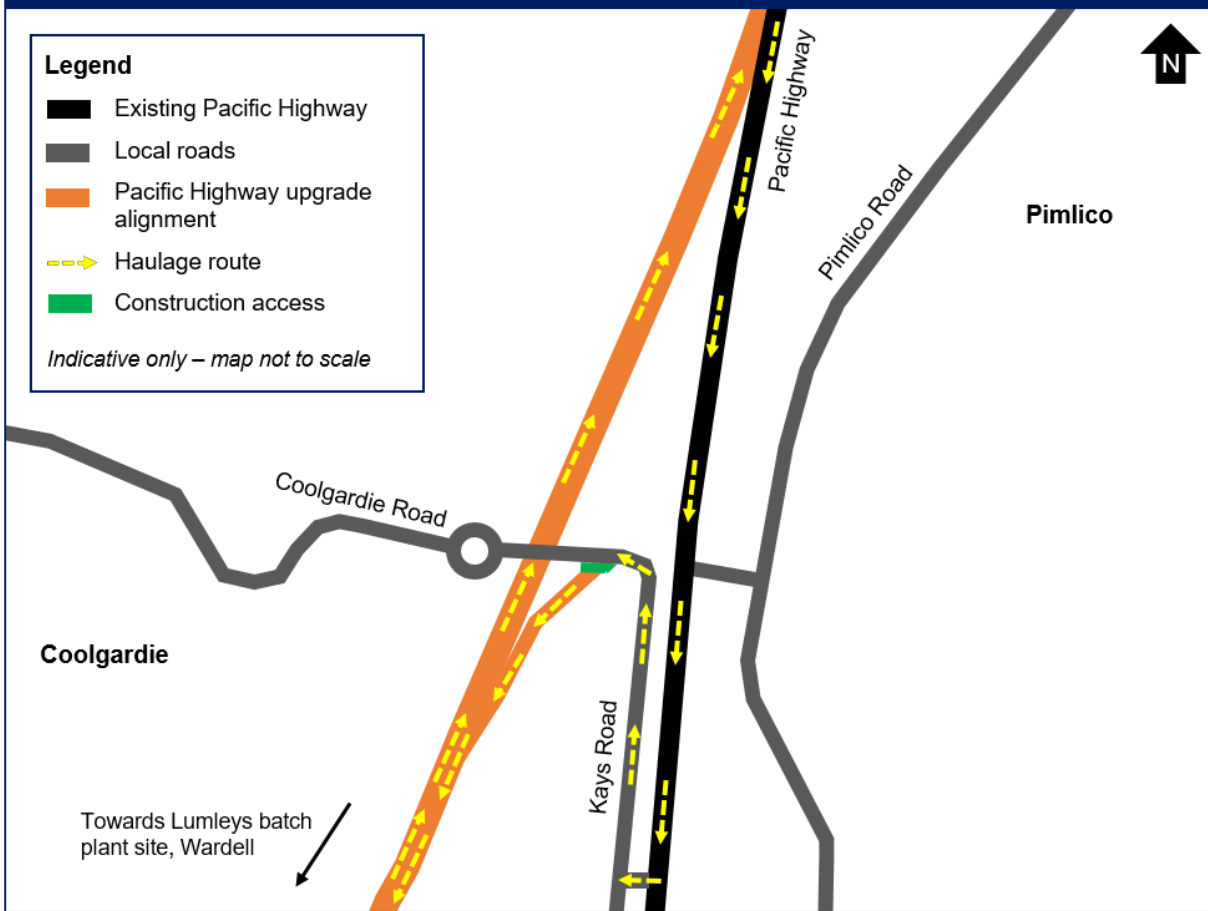 Legend
Existing Pacific Highway
Local roads
Pacific Highway upgrade
alignment
Haulage route
Construction access
Indicative only – map not to scale
N
Pacific Highway
Pimlico Road
Pimlico
Coolgardie Road
Coolgardie
Kays Road
Towards Lumleys batch
plant site, Wardell